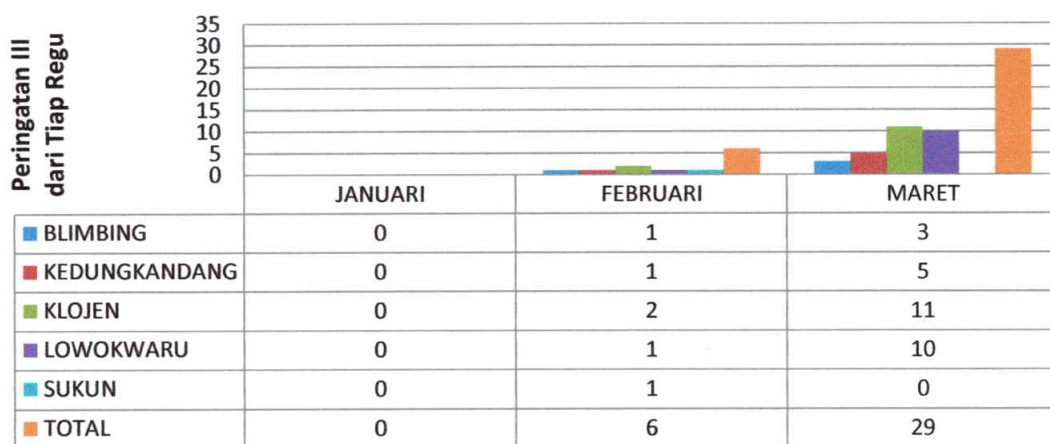 Peringatan III
dari Tiap Regu
35
30
25
20
15
10
5
0
JANUARI FEBRUARI MARET
BLIMBING 0 1 3
KEDUNGKANDANG 0 1 5
KLOJEN 0 2 11
LOWOKWARU 0 1 10
SUKUN 0 1 0
TOTAL 0 6 29